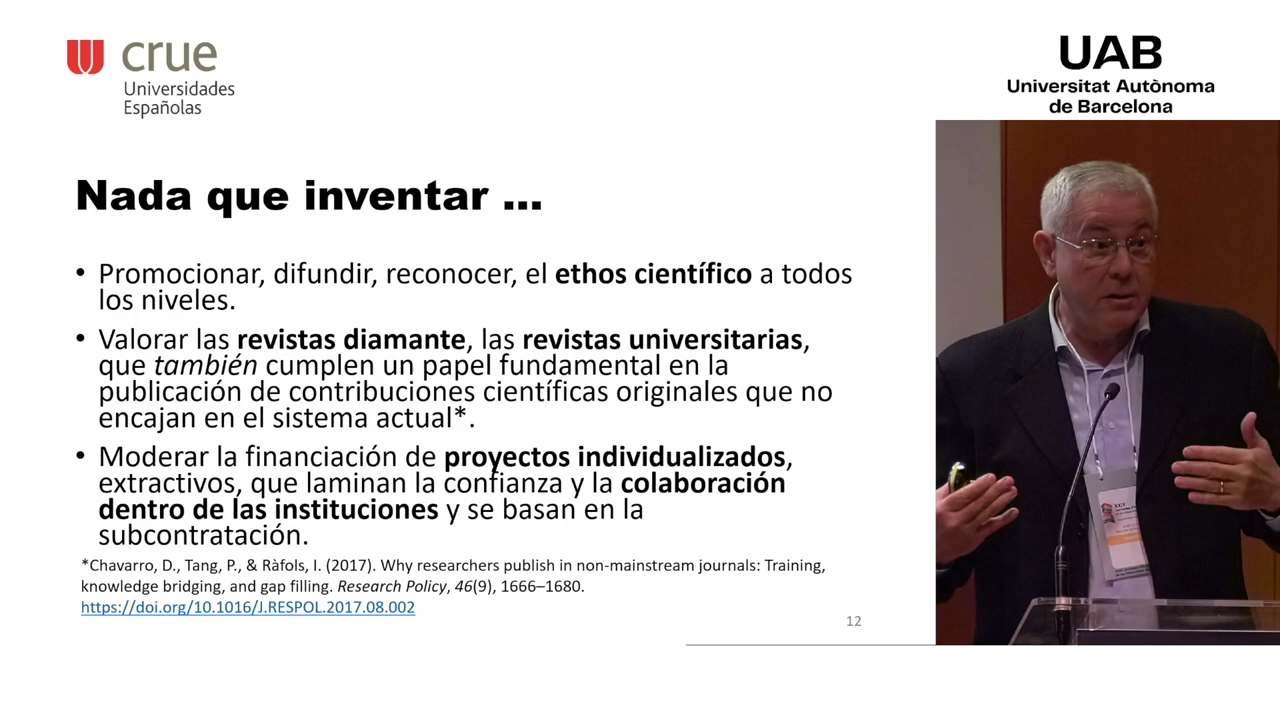 crue
Universidades
Españolas
UAB
Universitat Autònoma
de Barcelona
Nada que inventar ...
• Promocionar, difundir, reconocer, el ethos científico a todos
los niveles.
• Valorar las revistas diamante, las revistas universitarias,
que también cumplen un papel fundamental en la
publicación de contribuciones científicas originales que no
encajan en el sistema actual*.
• Moderar la financiación de proyectos individualizados,
extractivos, que laminan la confianza y la colaboración
dentro de las instituciones y se basan en la
subcontratación.
*Chavarro, D., Tang, P., & Ràfols, I. (2017). Why researchers publish in non-mainstream journals: Training,
knowledge bridging, and gap filling. Research Policy, 46(9), 1666–1680.
https://doi.org/10.1016/J.RESPOL.2017.08.002
12
XXIX